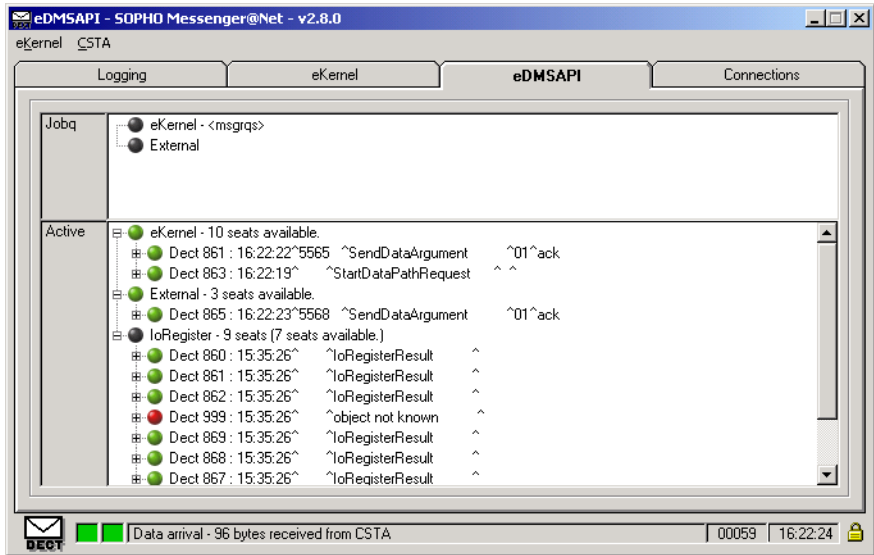 eDMSAPI - SOPHO Messenger@Net - v2.8.0
eKernel CSTA
Logging eKernel eDMSAPI Connections
Jobq
eKernel - <msgrqs>
External
Active
eKernel - 10 seats available.
Dect 861 : 16:22:22^5565 ^SendDataArgument ^01^ack
Dect 863 : 16:22:19^ ^StartDataPathRequest ^ ^
External - 3 seats available.
Dect 865 : 16:22:23^5568 ^SendDataArgument ^01^ack
IoRegister - 9 seats (7 seats available.)
Dect 860 : 15:35:26^ ^IoRegisterResult ^
Dect 861 : 15:35:26^ ^IoRegisterResult ^
Dect 862 : 15:35:26^ ^IoRegisterResult ^
Dect 999 : 15:35:26^ ^object not known ^
Dect 869 : 15:35:26^ ^IoRegisterResult ^
Dect 868 : 15:35:26^ ^IoRegisterResult ^
Dect 867 : 15:35:26^ ^IoRegisterResult ^
DECT Data arrival - 96 bytes received from CSTA 00059 16:22:24